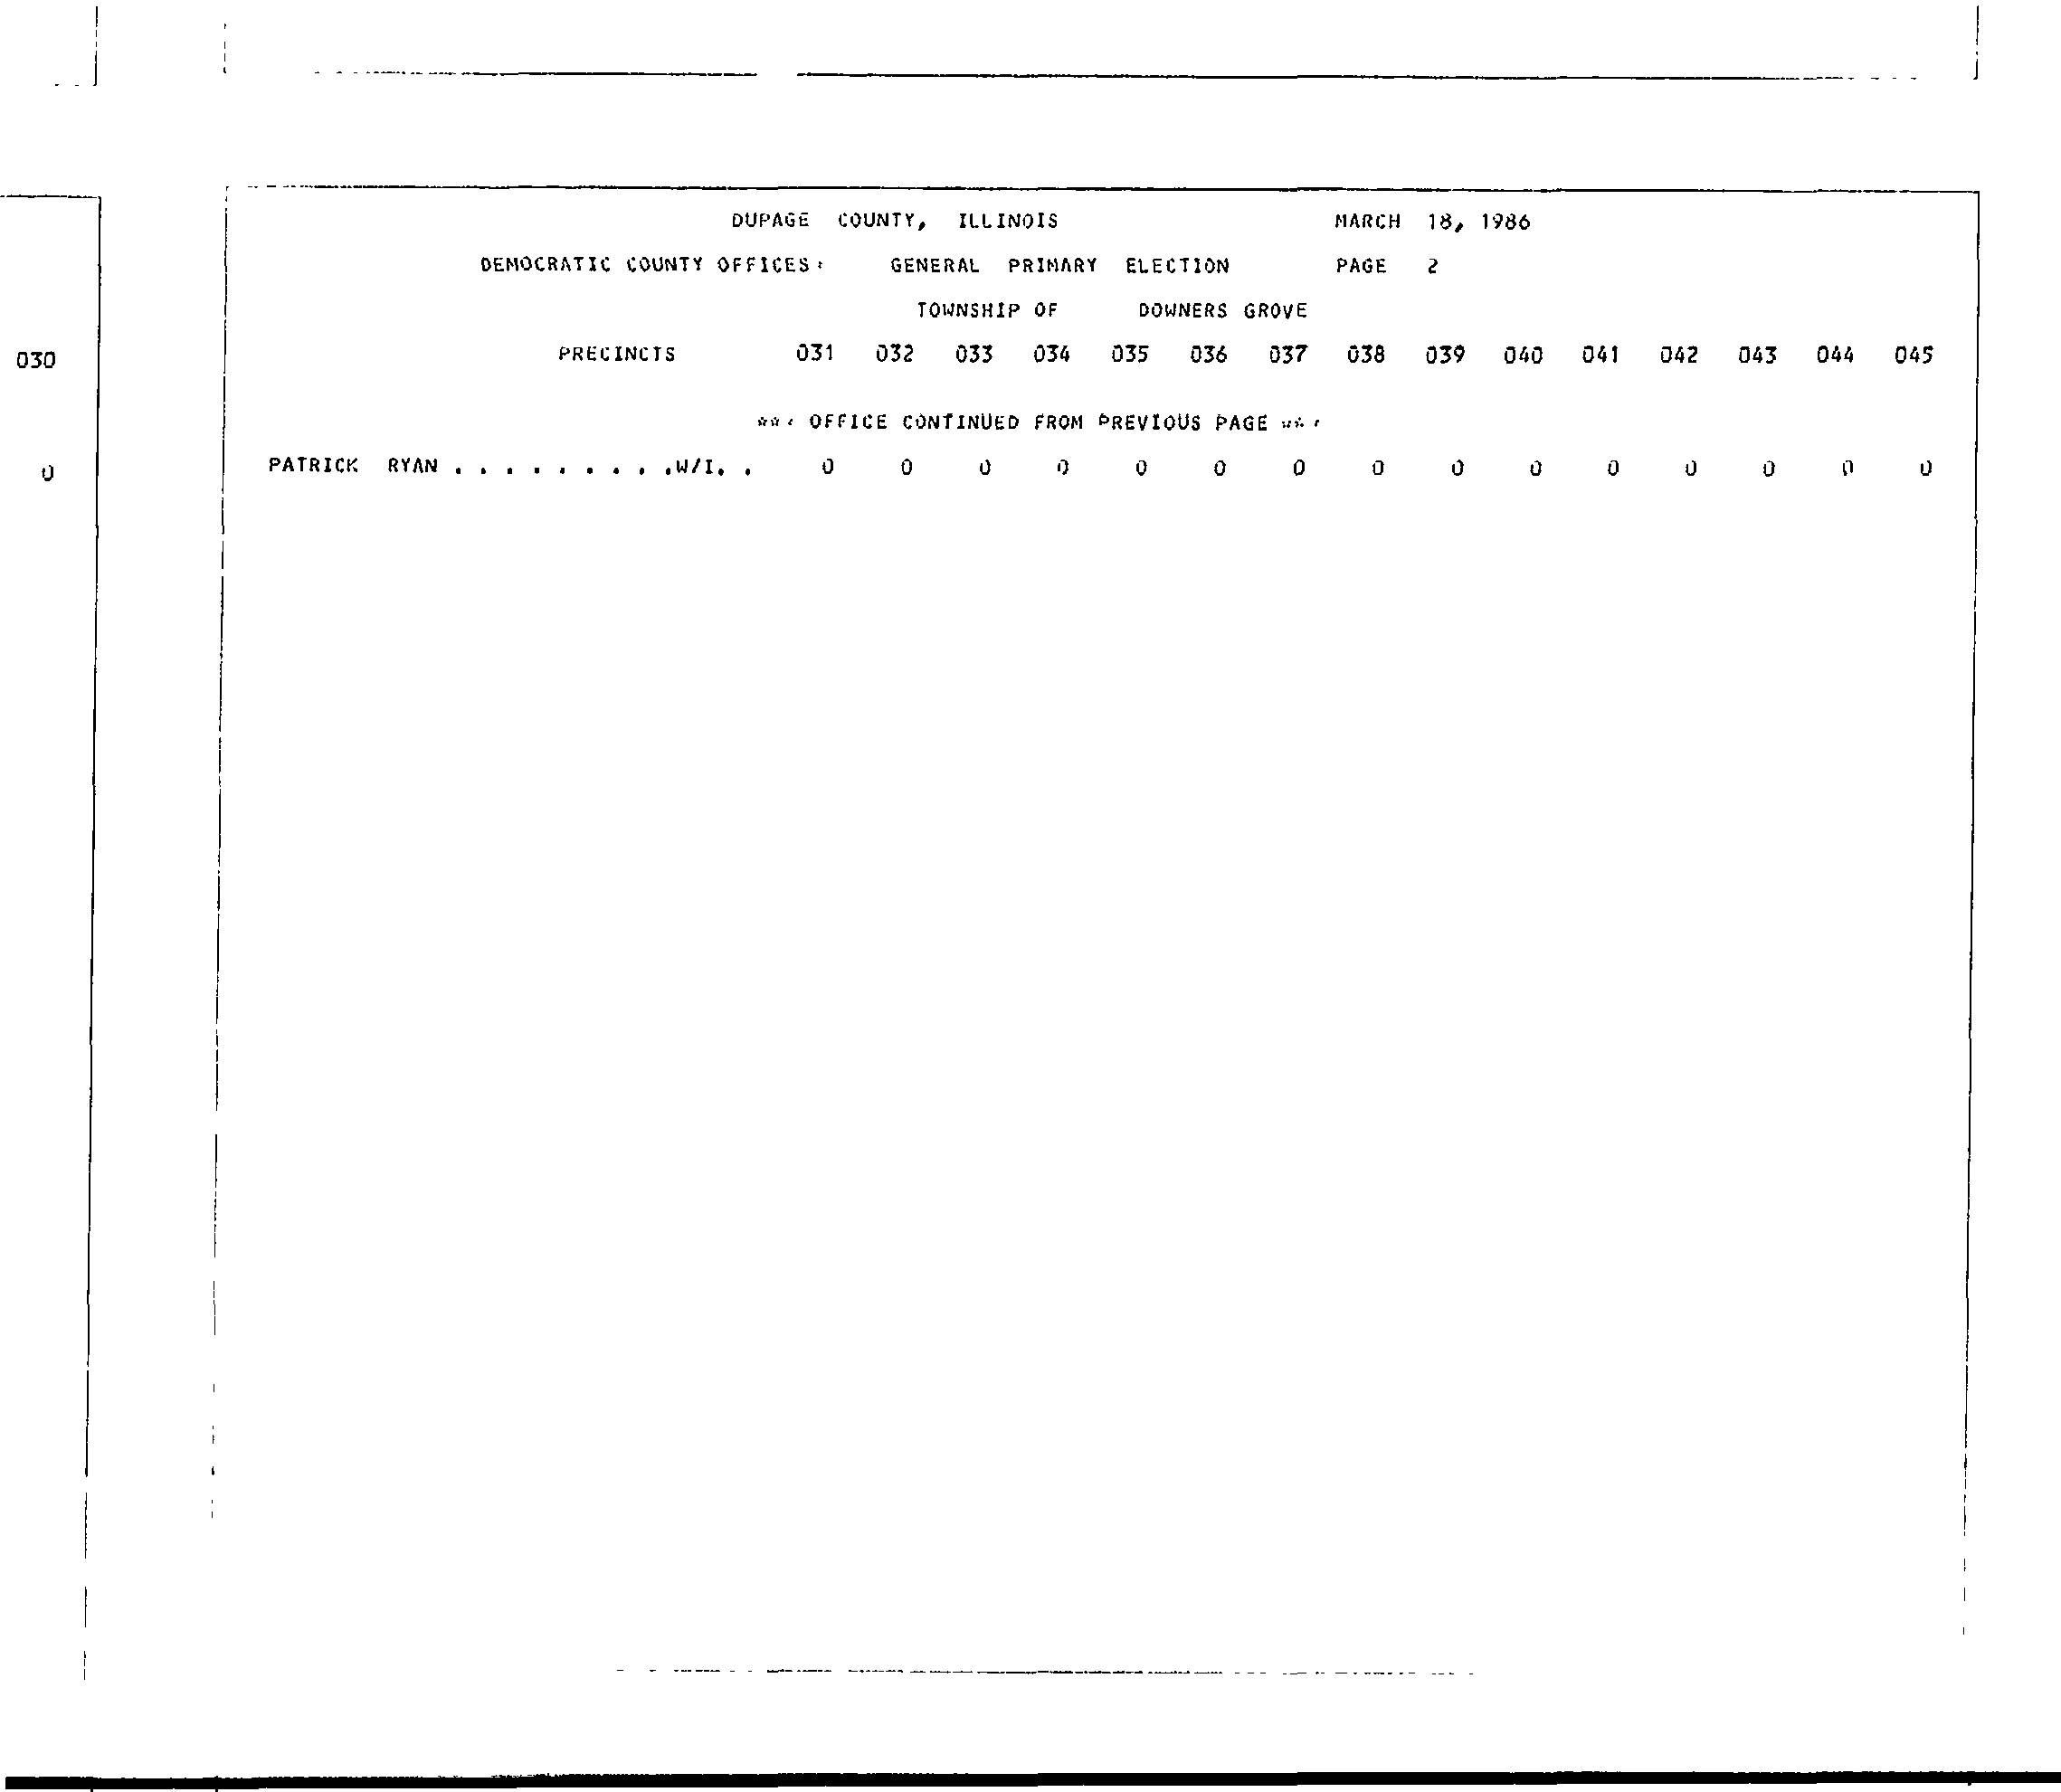 030
0
DUPAGE COUNTY, ILLINOIS MARCH 18, 1986
DEMOCRATIC COUNTY OFFICES: GENERAL PRIMARY ELECTION PAGE 2
TOWNSHIP OF DOWNERS GROVE
PRECINCTS 031 032 033 034 035 036 037 038 039 040 041 042 043 044 045
*** OFFICE CONTINUED FROM PREVIOUS PAGE ***
PATRICK RYAN . . . . . . . . .W/I. . 0 0 0 0 0 0 0 0 0 0 0 0 0 0 0